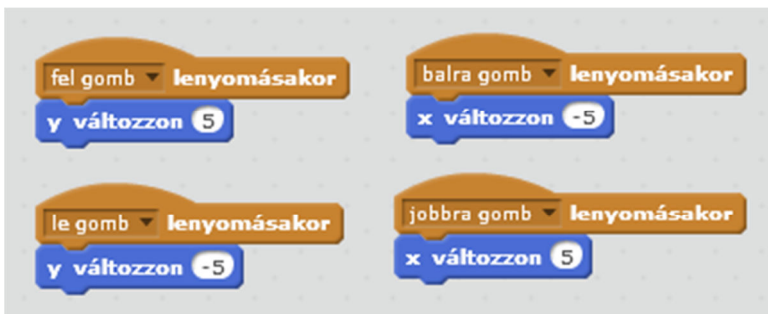 fel gomb lenyomásakor
y változzon 5
balra gomb lenyomásakor
x változzon -5
le gomb lenyomásakor
y változzon -5
jobbra gomb lenyomásakor
x változzon 5